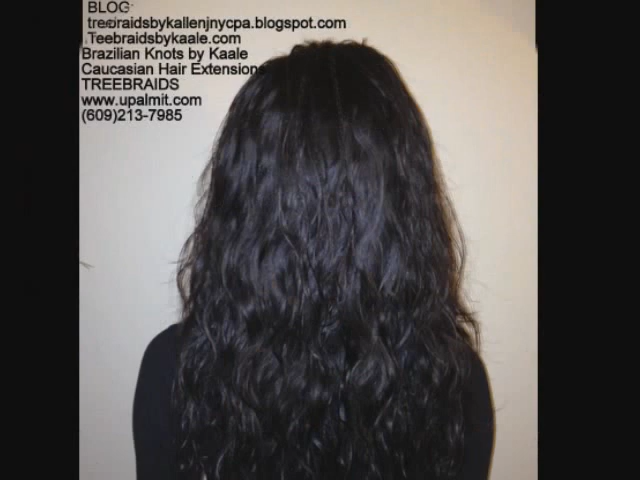 BLOG:
treebraidsbykallenjnycpa.blogspot.com
.Teebraidsbykaale.com
Brazilian Knots by Kaale
Caucasian Hair Extensions
TREEBRAIDS
www.upalmit.com
(609)213-7985